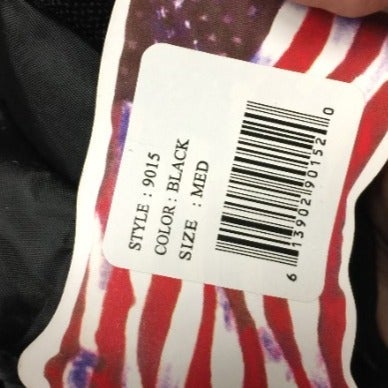 STYLE : 9015
COLOR : BLACK
SIZE : MED
6 13902 90152 0